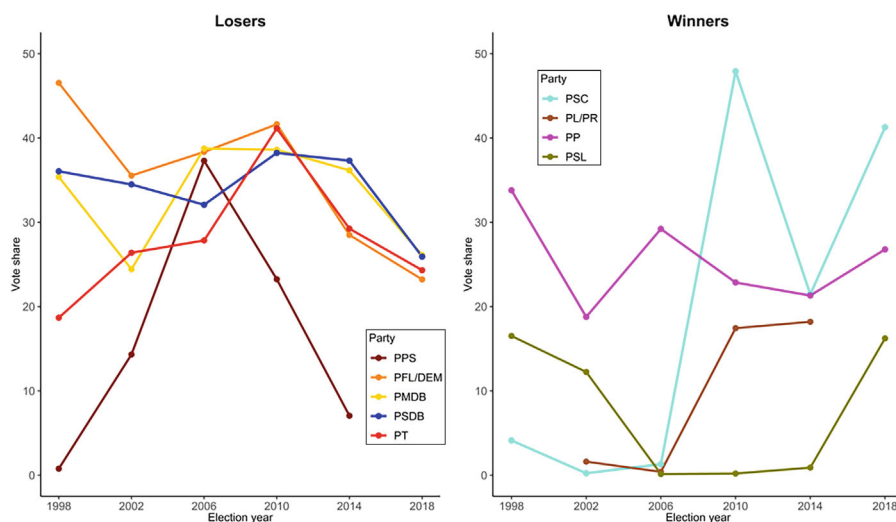 Losers
50
40
30
20
10
0
Vote share
1998 2002 2006 2010 2014 2018
Election year
Party
PPS
PFL/DEM
PMDB
PSDB
PT
Winners
50
40
30
20
10
0
Vote share
1998 2002 2006 2010 2014 2018
Election year
Party
PSC
PL/PR
PP
PSL